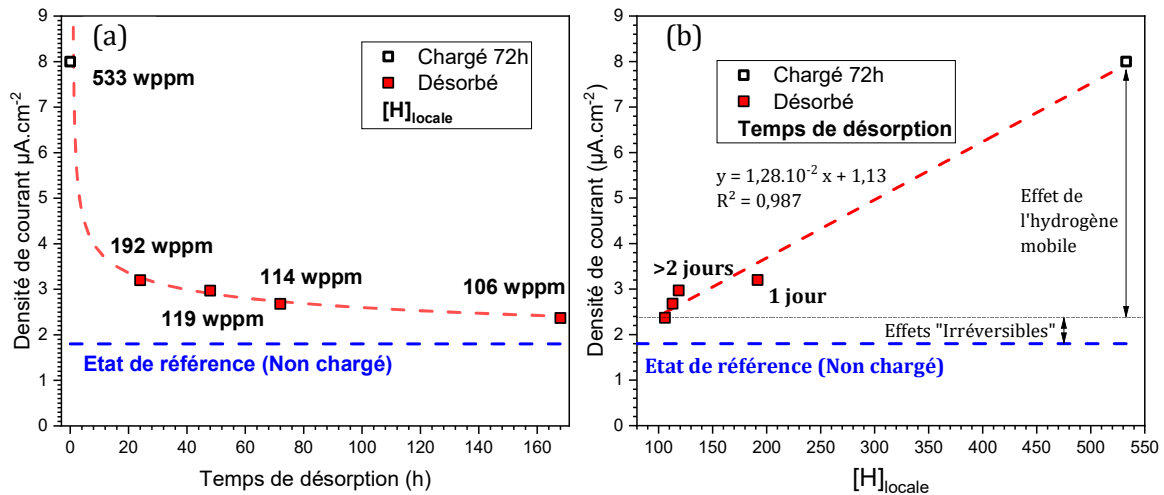 (a)
Chargé 72h
Désorbé
[H]locale
533 wppm
192 wppm
119 wppm
114 wppm
106 wppm
Etat de référence (Non chargé)
Densité de courant µA.cm-2
9
8
7
6
5
4
3
2
1
0
0 20 40 60 80 100 120 140 160
Temps de désorption (h)
(b)
Chargé 72h
Désorbé
Temps de désorption
y = 1,28.10-2 x + 1,13
R² = 0,987
Effet de
l'hydrogène
mobile
>2 jours
1 jour
Effets "Irréversibles"
Etat de référence (Non chargé)
Densité de courant (µA.cm-2)
9
8
7
6
5
4
3
2
1
0
100 150 200 250 300 350 400 450 500 550
[H]locale